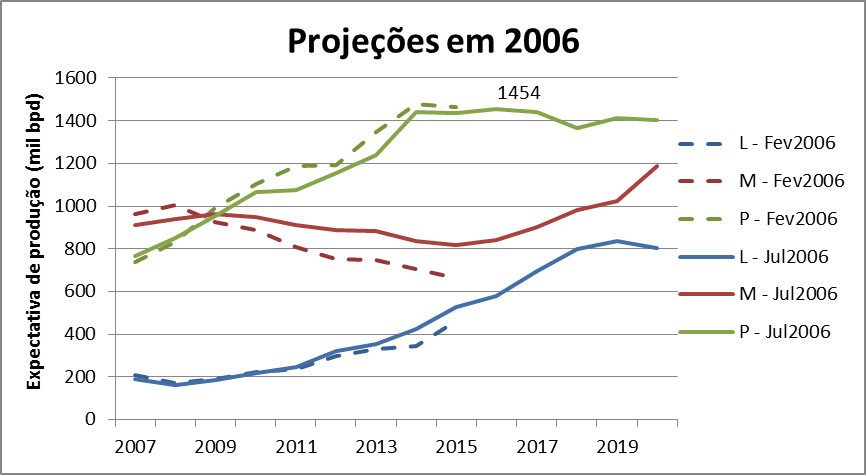 Projeções em 2006
Expectativa de produção (mil bpd)
1600
1400
1200
1000
800
600
400
200
0
1454
2007
2009
2011
2013
2015
2017
2019
L - Fev2006
M - Fev2006
P - Fev2006
L - Jul2006
M - Jul2006
P - Jul2006